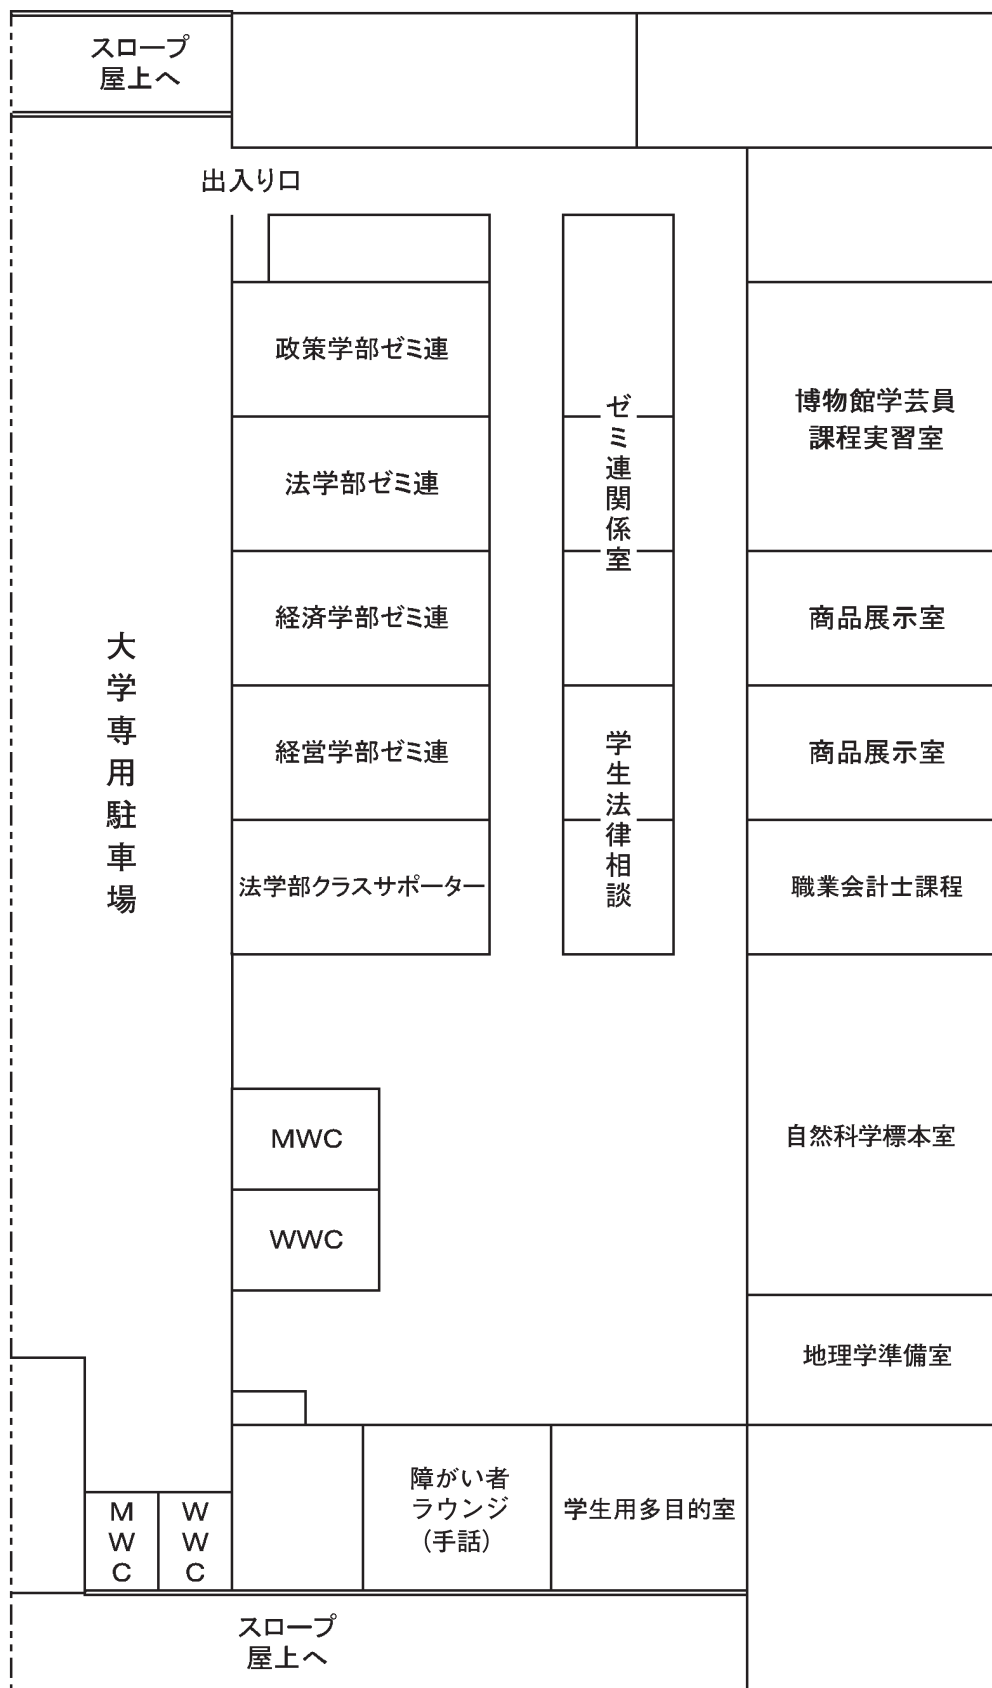 スロープ
屋上へ
出入り口
政策学部ゼミ連
法学部ゼミ連
経済学部ゼミ連
経営学部ゼミ連
法学部クラスサポーター
ゼミ連関係室
学生法律相談
博物館学芸員
課程実習室
商品展示室
商品展示室
職業会計士課程
自然科学標本室
地理学準備室
大学専用駐車場
MWC
WWC
MWC
WWC
障がい者
ラウンジ
(手話)
学生用多目的室
スロープ
屋上へ